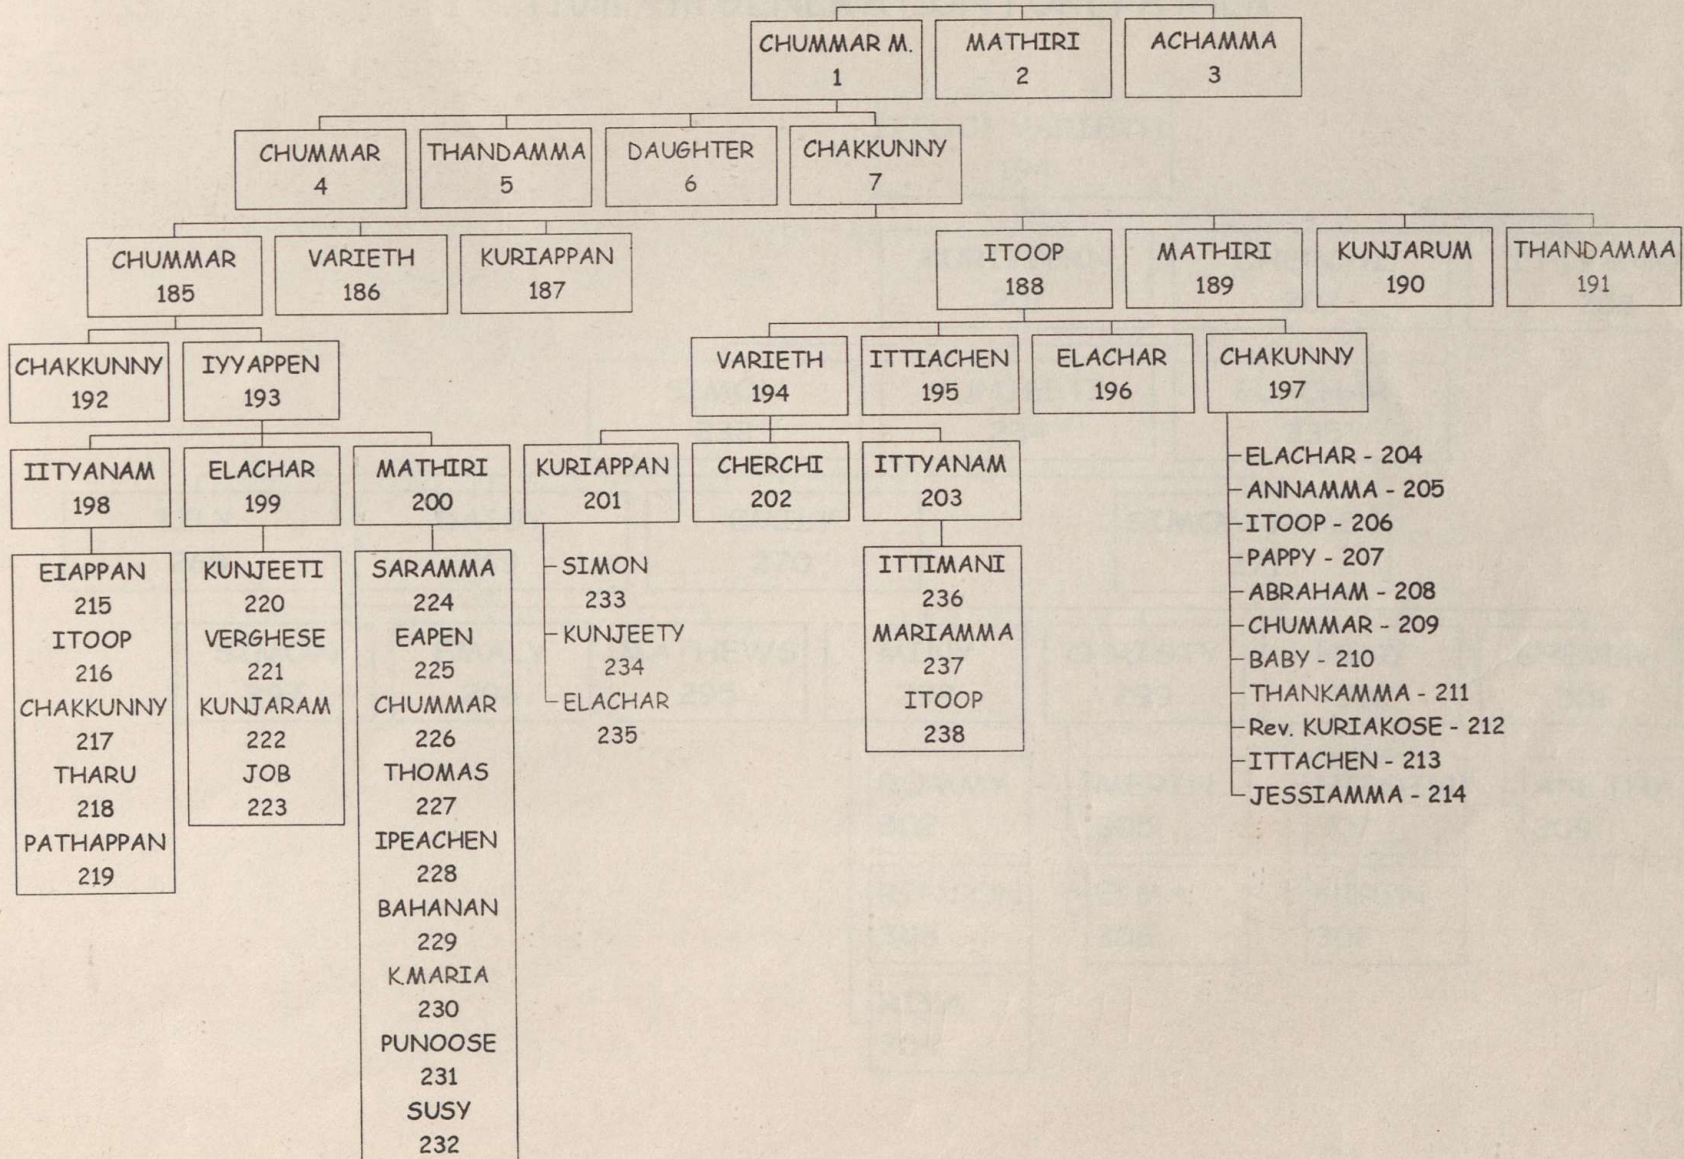 CHUMMAR M.
1
MATHIRI
2
ACHAMMA
3
CHUMMAR
4
THANDAMMA
5
DAUGHTER
6
CHAKKUNNY
7
CHUMMAR
185
VARIETH
186
KURIAPPAN
187
ITOOP
188
MATHIRI
189
KUNJARUM
190
THANDAMMA
191
CHAKKUNNY
192
IYYAPPEN
193
VARIETH
194
ITTIACHEN
195
ELACHAR
196
CHAKUNNY
197
IITYANAM
198
ELACHAR
199
MATHIRI
200
KURIAPPAN
201
CHERCHI
202
ITTYANAM
203
ELACHAR - 204
ANNAMMA - 205
ITOOP - 206
PAPPY - 207
ABRAHAM - 208
CHUMMAR - 209
BABY - 210
THANKAMMA - 211
Rev. KURIAKOSE - 212
ITTACHEN - 213
JESSIAMMA - 214
EIAPPAN
215
ITOOP
216
CHAKKUNNY
217
THARU
218
PATHAPPAN
219
KUNJEETI
220
VERGHESE
221
KUNJARAM
222
JOB
223
SARAMMA
224
EAPEN
225
CHUMMAR
226
THOMAS
227
IPEACHEN
228
BAHANAN
229
K.MARIA
230
PUNOOSE
231
SUSY
232
SIMON
233
KUNJEETY
234
ELACHAR
235
ITTIMANI
236
MARIAMMA
237
ITOOP
238